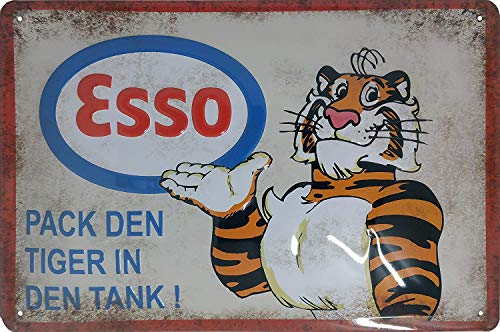 Esso
PACK DEN
TIGER IN
DEN TANK !